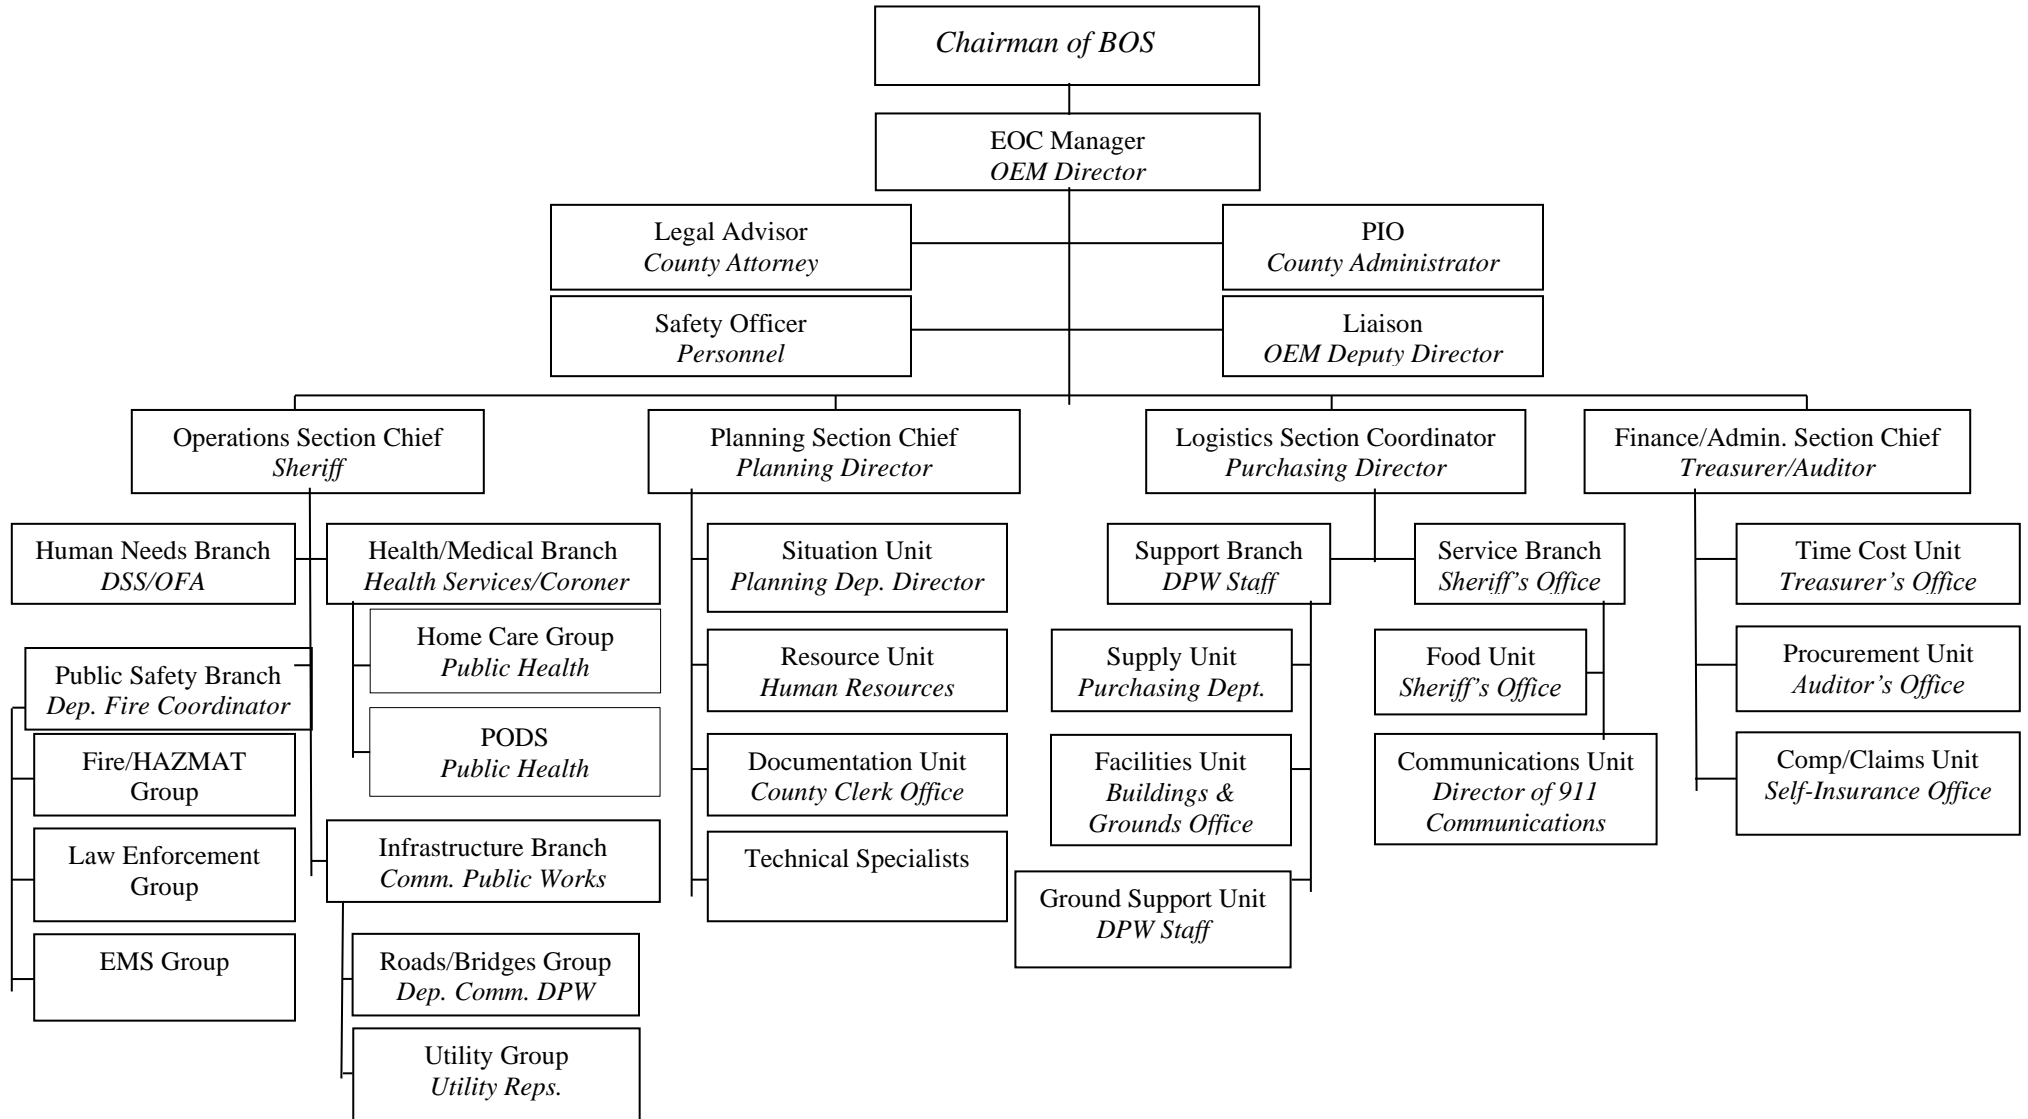 Chairman of BOS
EOC Manager
OEM Director
Legal Advisor
County Attorney
PIO
County Administrator
Safety Officer
Personnel
Liaison
OEM Deputy Director
Operations Section Chief
Sheriff
Planning Section Chief
Planning Director
Logistics Section Coordinator
Purchasing Director
Finance/Admin. Section Chief
Treasurer/Auditor
Human Needs Branch
DSS/OFA
Health/Medical Branch
Health Services/Coroner
Home Care Group
Public Health
PODS
Public Health
Public Safety Branch
Dep. Fire Coordinator
Fire/HAZMAT
Group
Law Enforcement
Group
EMS Group
Infrastructure Branch
Comm. Public Works
Roads/Bridges Group
Dep. Comm. DPW
Utility Group
Utility Reps.
Situation Unit
Planning Dep. Director
Resource Unit
Human Resources
Documentation Unit
County Clerk Office
Technical Specialists
Support Branch
DPW Staff
Supply Unit
Purchasing Dept.
Facilities Unit
Buildings &
Grounds Office
Ground Support Unit
DPW Staff
Service Branch
Sheriff’s Office
Food Unit
Sheriff’s Office
Communications Unit
Director of 911
Communications
Time Cost Unit
Treasurer’s Office
Procurement Unit
Auditor’s Office
Comp/Claims Unit
Self-Insurance Office